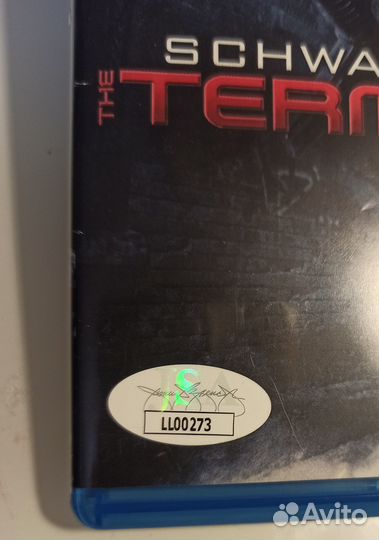 SCHWA
THE TERM
LL00273
Avito